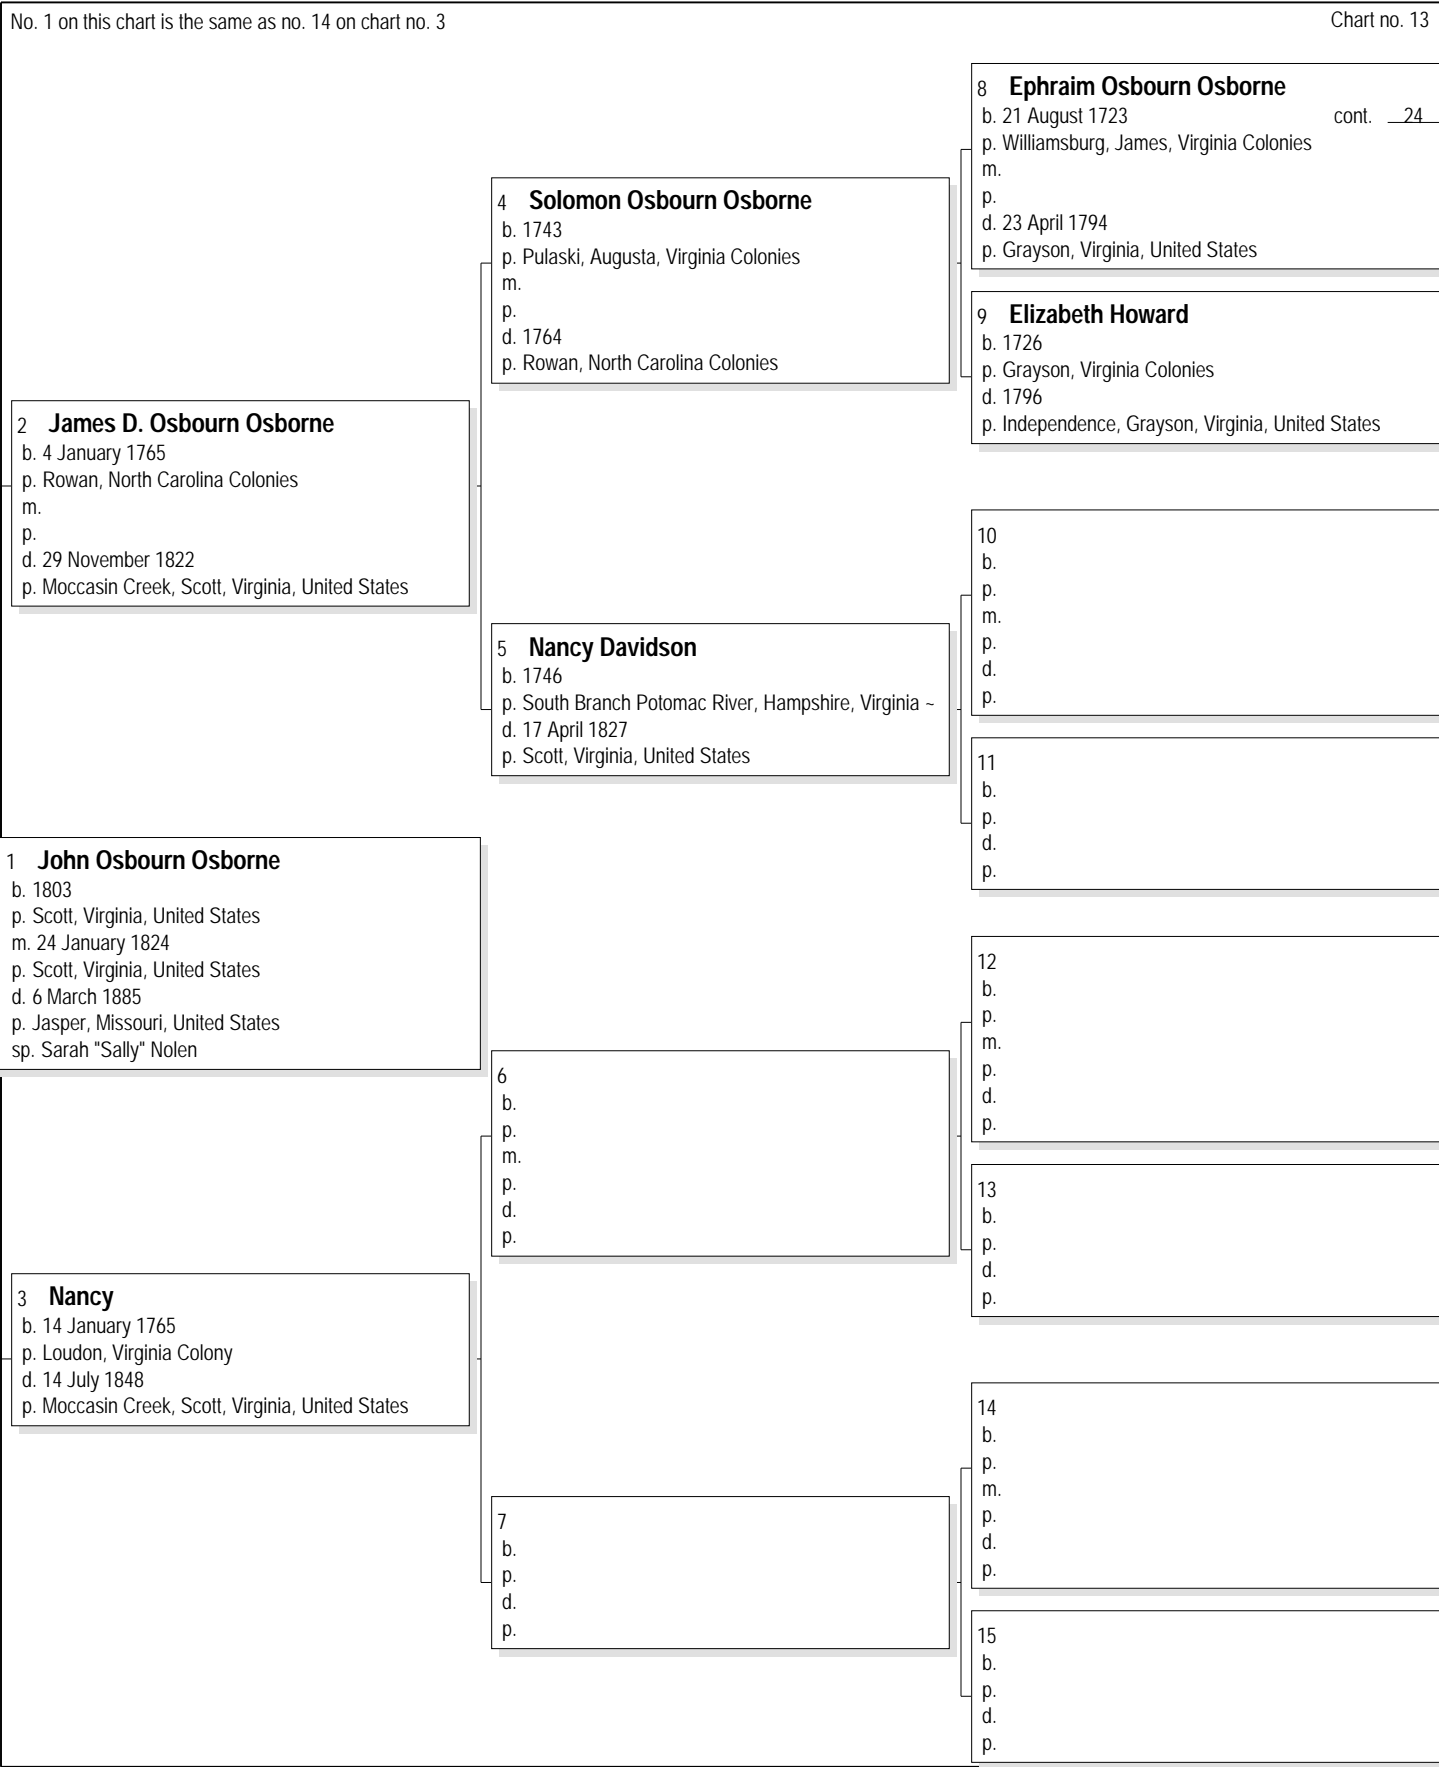 No. 1 on this chart is the same as no. 14 on chart no. 3
Chart no. 13
8 Ephraim Osbourn Osborne
b. 21 August 1723 cont. 24
p. Williamsburg, James, Virginia Colonies
m.
p.
d. 23 April 1794
p. Grayson, Virginia, United States
4 Solomon Osbourn Osborne
b. 1743
p. Pulaski, Augusta, Virginia Colonies
m.
p.
d. 1764
p. Rowan, North Carolina Colonies
9 Elizabeth Howard
b. 1726
p. Grayson, Virginia Colonies
d. 1796
p. Independence, Grayson, Virginia, United States
2 James D. Osbourn Osborne
b. 4 January 1765
p. Rowan, North Carolina Colonies
m.
p.
d. 29 November 1822
p. Moccasin Creek, Scott, Virginia, United States
10
b.
p.
m.
p.
d.
p.
5 Nancy Davidson
b. 1746
p. South Branch Potomac River, Hampshire, Virginia ~
d. 17 April 1827
p. Scott, Virginia, United States
11
b.
p.
d.
p.
1 John Osbourn Osborne
b. 1803
p. Scott, Virginia, United States
m. 24 January 1824
p. Scott, Virginia, United States
d. 6 March 1885
p. Jasper, Missouri, United States
sp. Sarah "Sally" Nolen
12
b.
p.
m.
p.
d.
p.
6
b.
p.
m.
p.
d.
p.
13
b.
p.
d.
p.
3 Nancy
b. 14 January 1765
p. Loudon, Virginia Colony
d. 14 July 1848
p. Moccasin Creek, Scott, Virginia, United States
14
b.
p.
m.
p.
d.
p.
7
b.
p.
d.
p.
15
b.
p.
d.
p.